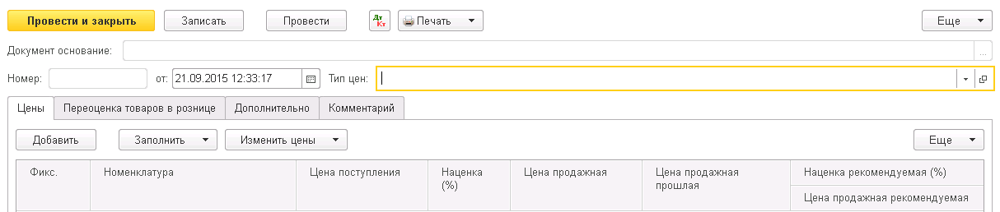 Провести и закрыть Записать Провести Дт Кт Печать Еще
Документ основание: ...
Номер: от: 21.09.2015 12:33:17 Тип цен:
Цены Переоценка товаров в рознице Дополнительно Комментарий
Добавить Заполнить Изменить цены Еще
Фикс. Номенклатура Цена поступления Наценка (%) Цена продажная Цена продажная прошлая Наценка рекомендуемая (%)
Цена продажная рекомендуемая